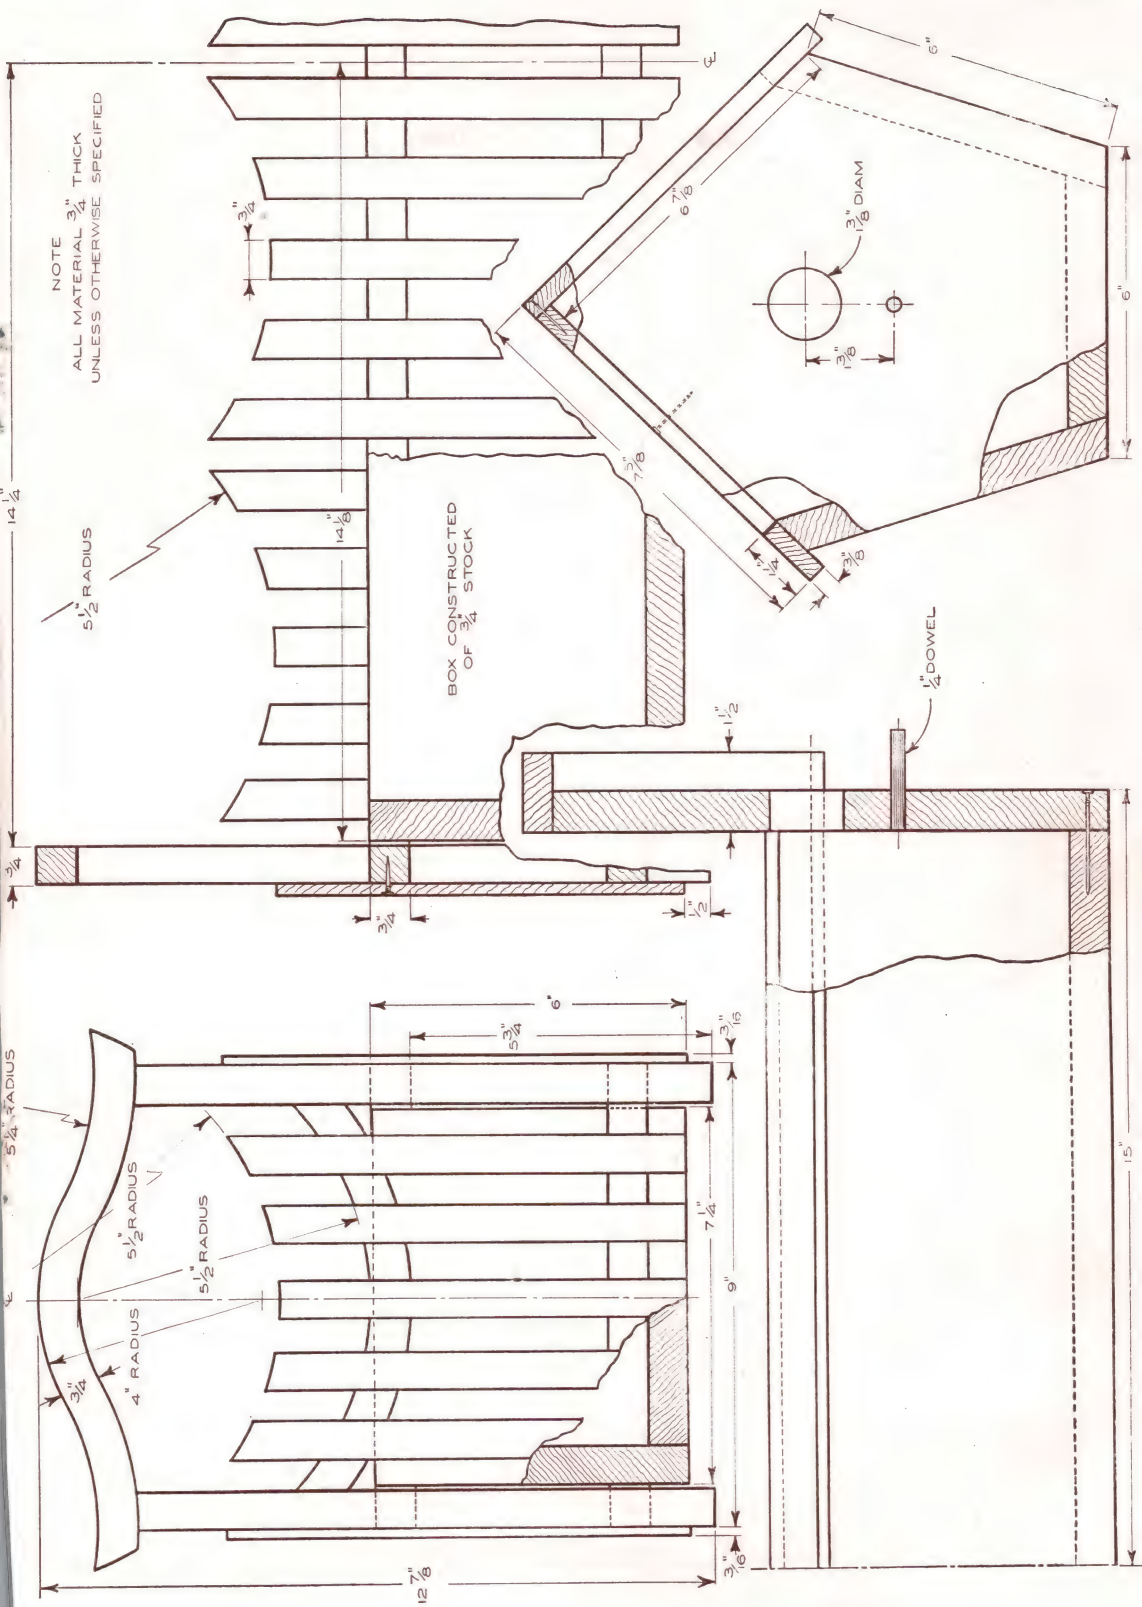 14 1/4"
NOTE
ALL MATERIAL 3/4" THICK
UNLESS OTHERWISE SPECIFIED
5 1/2" RADIUS
3/4"
14 1/8"
BOX CONSTRUCTED
OF 3/4" STOCK
3/4"
3/4"
1/2"
℄
5 1/4" RADIUS
℄
5 1/2" RADIUS
5 1/2" RADIUS
4" RADIUS
3/4"
6"
5 3/4"
3/16"
7 1/4"
9"
3/16"
12 7/8"
6"
6 7/8"
1 3/8" DIAM
1 3/8"
6"
3/8"
1 1/2"
1/4" DOWEL
15"